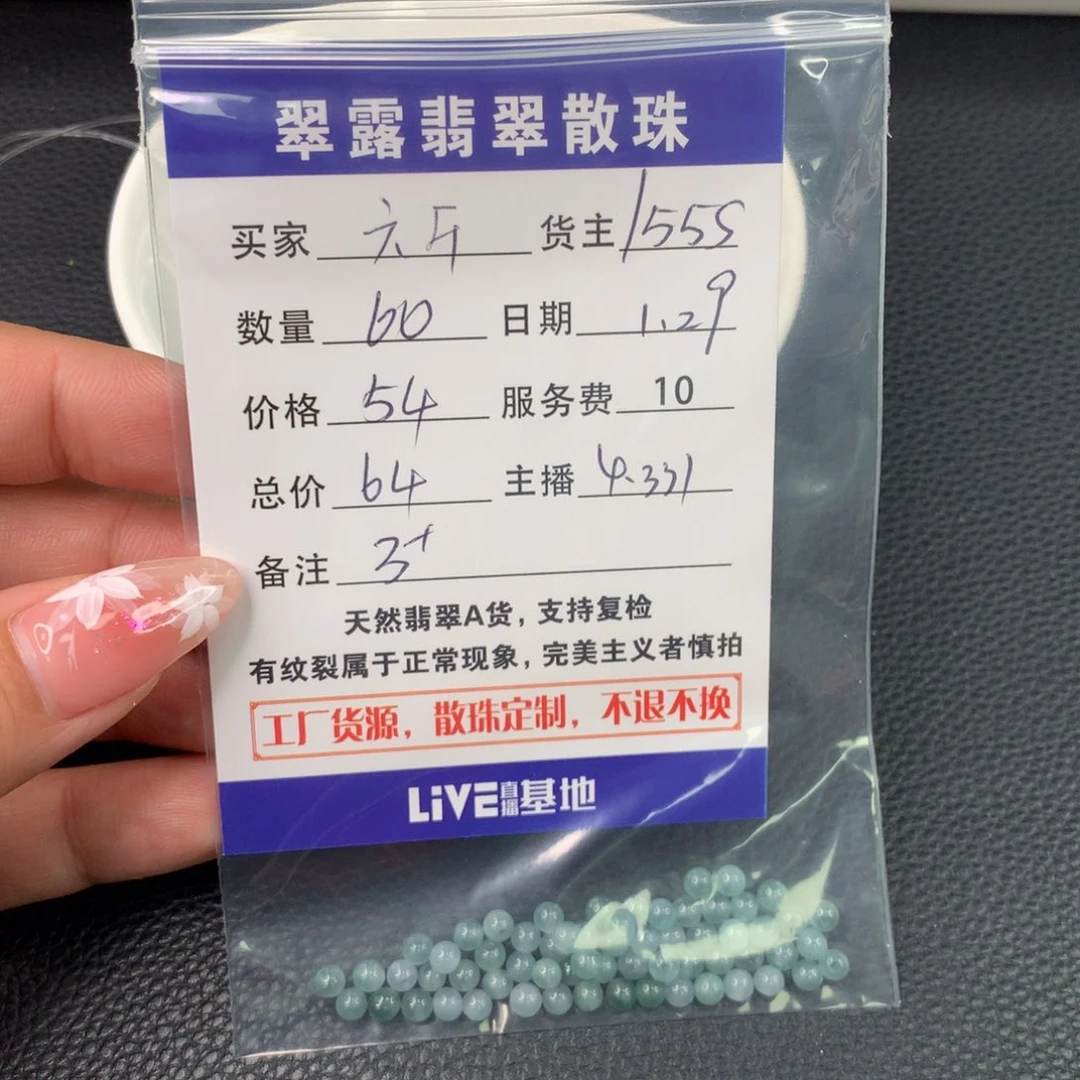 翠露翡翠散珠
买家 六斤 货主 1555
数量 60 日期 1.29
价格 54 服务费 10
总价 64 主播 4.331
备注 3+
天然翡翠A货，支持复检
有纹裂属于正常现象，完美主义者慎拍
工厂货源，散珠定制，不退不换
LiVE直播基地